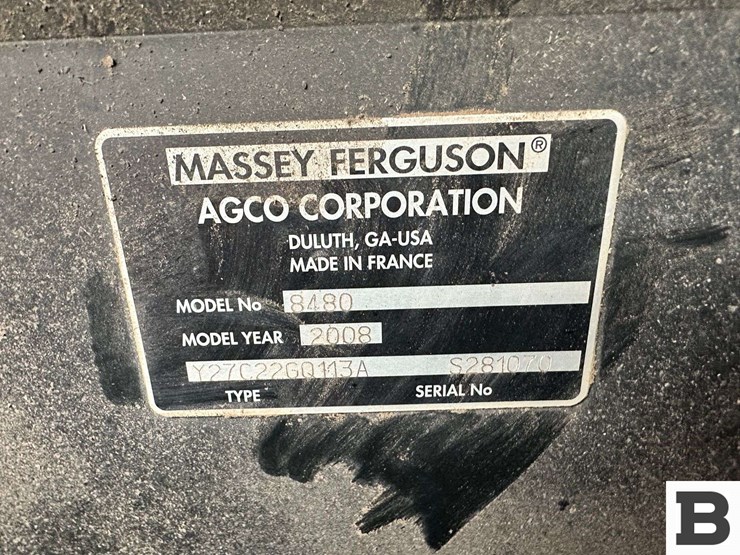 MASSEY FERGUSON®
AGCO CORPORATION
DULUTH, GA-USA
MADE IN FRANCE
MODEL No 8480
MODEL YEAR 2008
Y27C22GQ113A S281070
TYPE SERIAL No
B